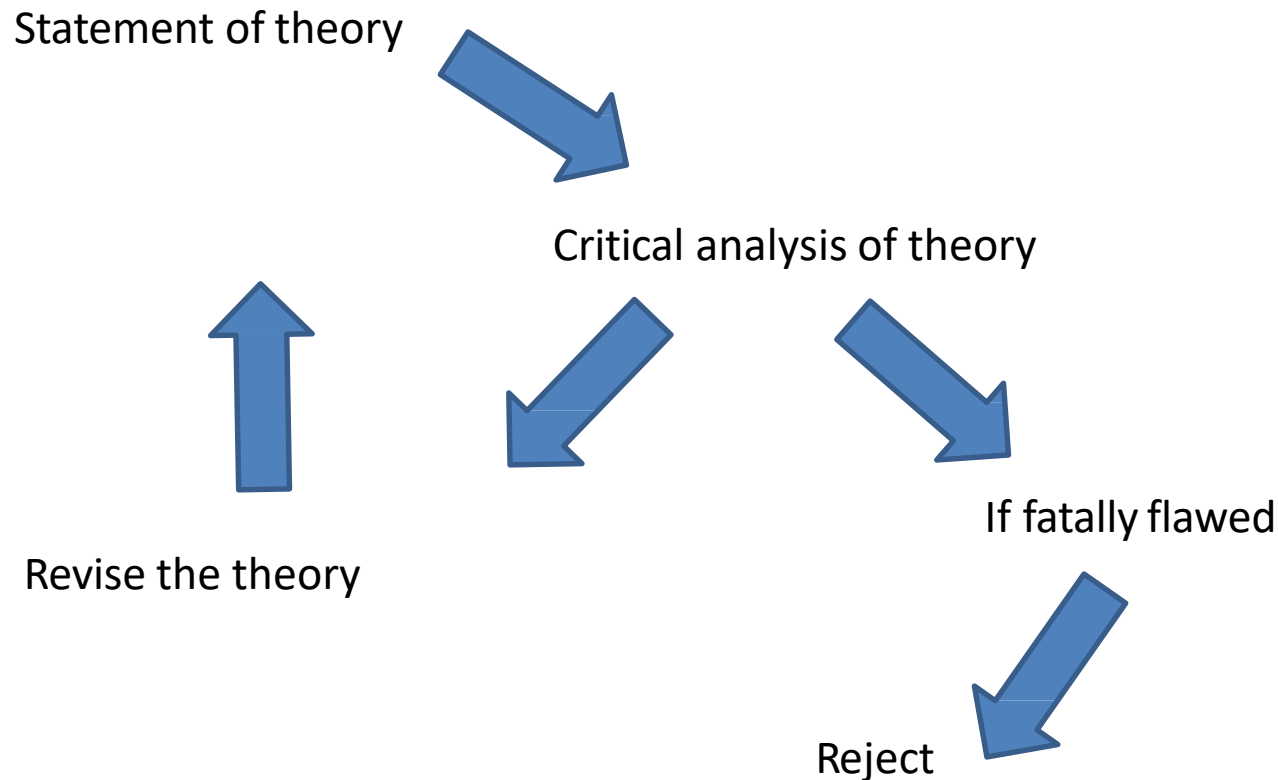 Statement of theory
Critical analysis of theory
If fatally flawed
Revise the theory
Reject